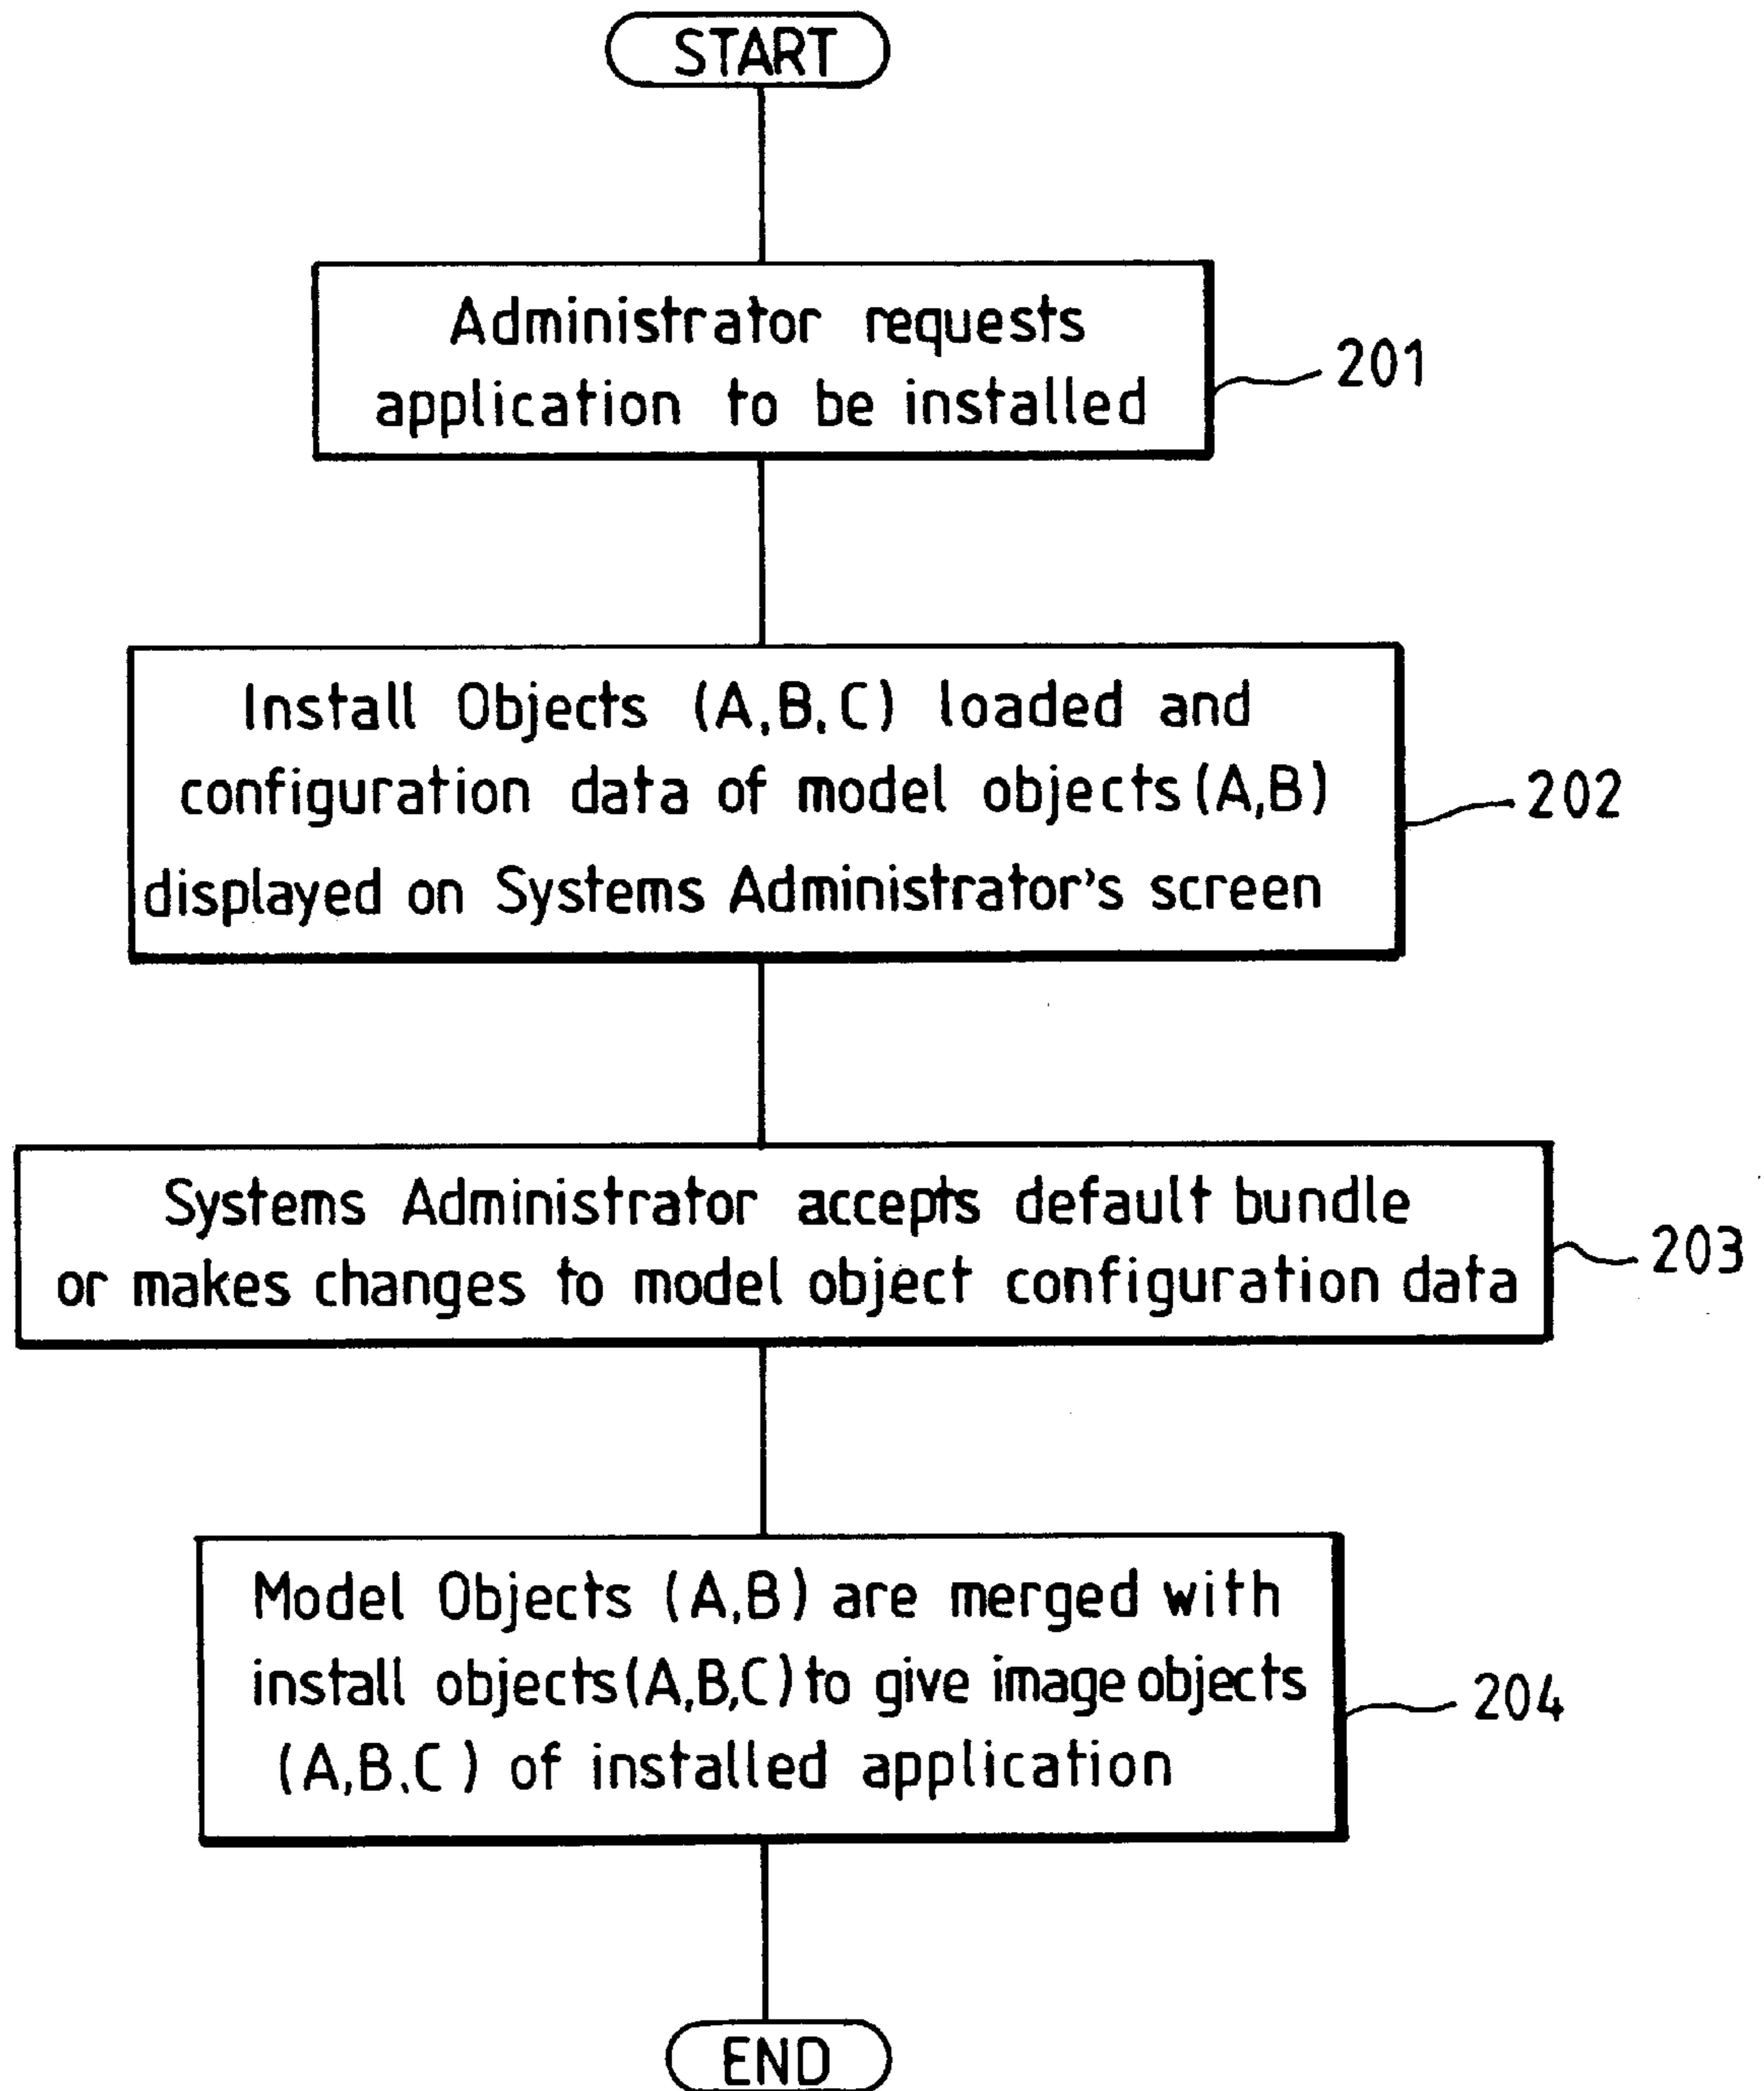 START
Administrator requests
application to be installed
201
Install Objects (A,B,C) loaded and
configuration data of model objects (A,B)
displayed on Systems Administrator's screen
202
Systems Administrator accepts default bundle
or makes changes to model object configuration data
203
Model Objects (A,B) are merged with
install objects (A,B,C) to give image objects
(A,B,C) of installed application
204
END